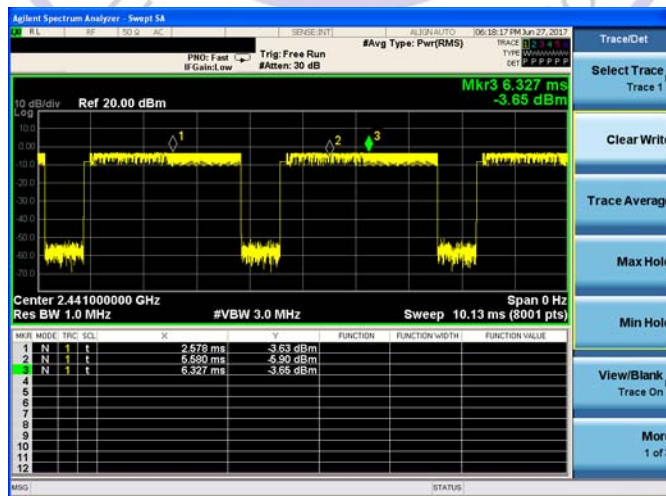 Agilent Spectrum Analyzer - Swept SA
RL RF 50 Ω AC SENSE:INT ALIGN AUTO 06:18:17 PM Jun 27, 2017
#Avg Type: Pwr(RMS) TRACE 1 2 3 4 5 6
PNO: Fast Trig: Free Run TYPE
IFGain:Low #Atten: 30 dB DET P P P P P P
Mkr3 6.327 ms
10 dB/div Ref 20.00 dBm -3.65 dBm
Log
10.0
0.00
1
2
3
-10.0
-20.0
-30.0
-40.0
-50.0
-60.0
-70.0
Center 2.441000000 GHz Span 0 Hz
Res BW 1.0 MHz #VBW 3.0 MHz Sweep 10.13 ms (8001 pts)
MKR MODE TRC SCL X Y FUNCTION FUNCTION WIDTH FUNCTION VALUE
1 N 1 t 2.578 ms -3.63 dBm
2 N 1 t 5.580 ms -5.90 dBm
3 N 1 t 6.327 ms -3.65 dBm
4
5
6
7
8
9
10
11
12
MSG STATUS
Trace/Det
Select Trace
Trace 1
Clear Write
Trace Average
Max Hold
Min Hold
View/Blank
Trace On
More
1 of